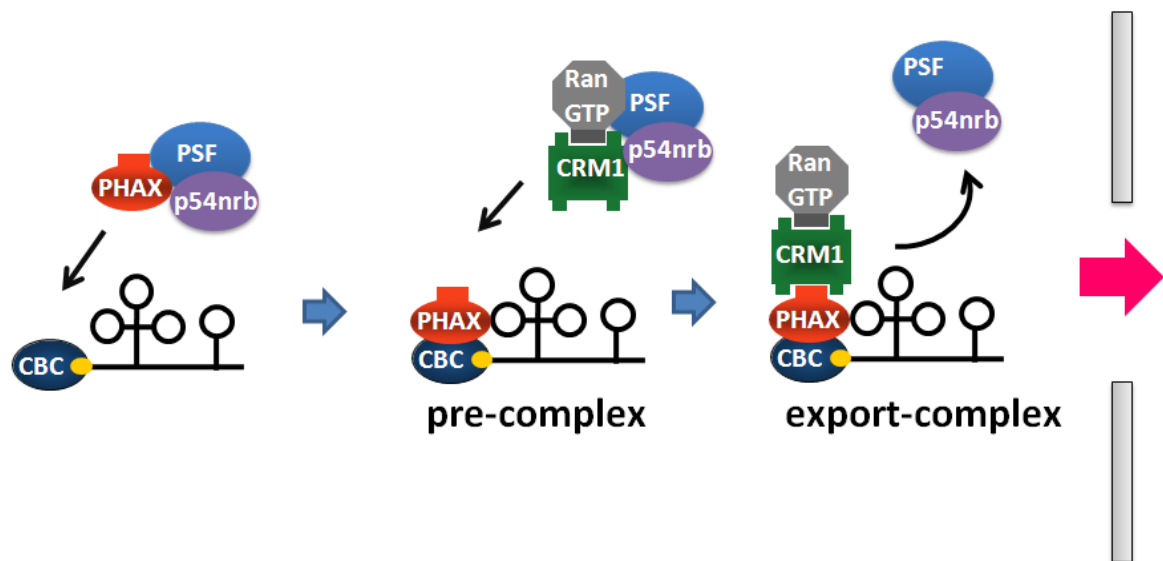 PSF
PHAX
p54nrb
CBC
Ran
GTP
PSF
p54nrb
CRM1
PHAX
CBC
pre-complex
PSF
p54nrb
Ran
GTP
CRM1
PHAX
CBC
export-complex